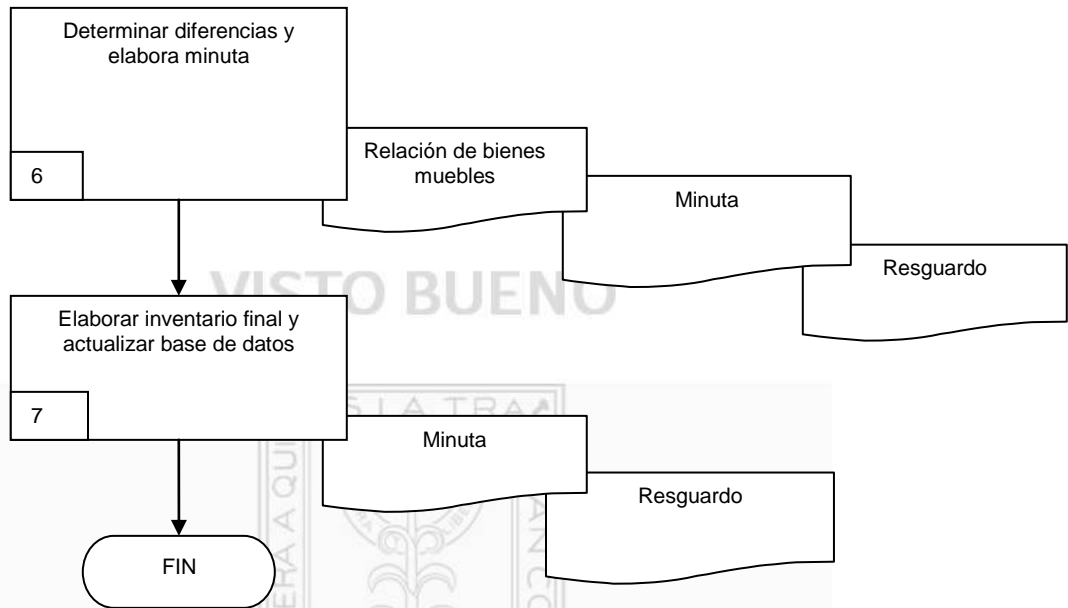 Determinar diferencias y
elabora minuta
6
Relación de bienes
muebles
Minuta
Resguardo
VISTO BUENO
Elaborar inventario final y
actualizar base de datos
7
Minuta
Resguardo
FIN